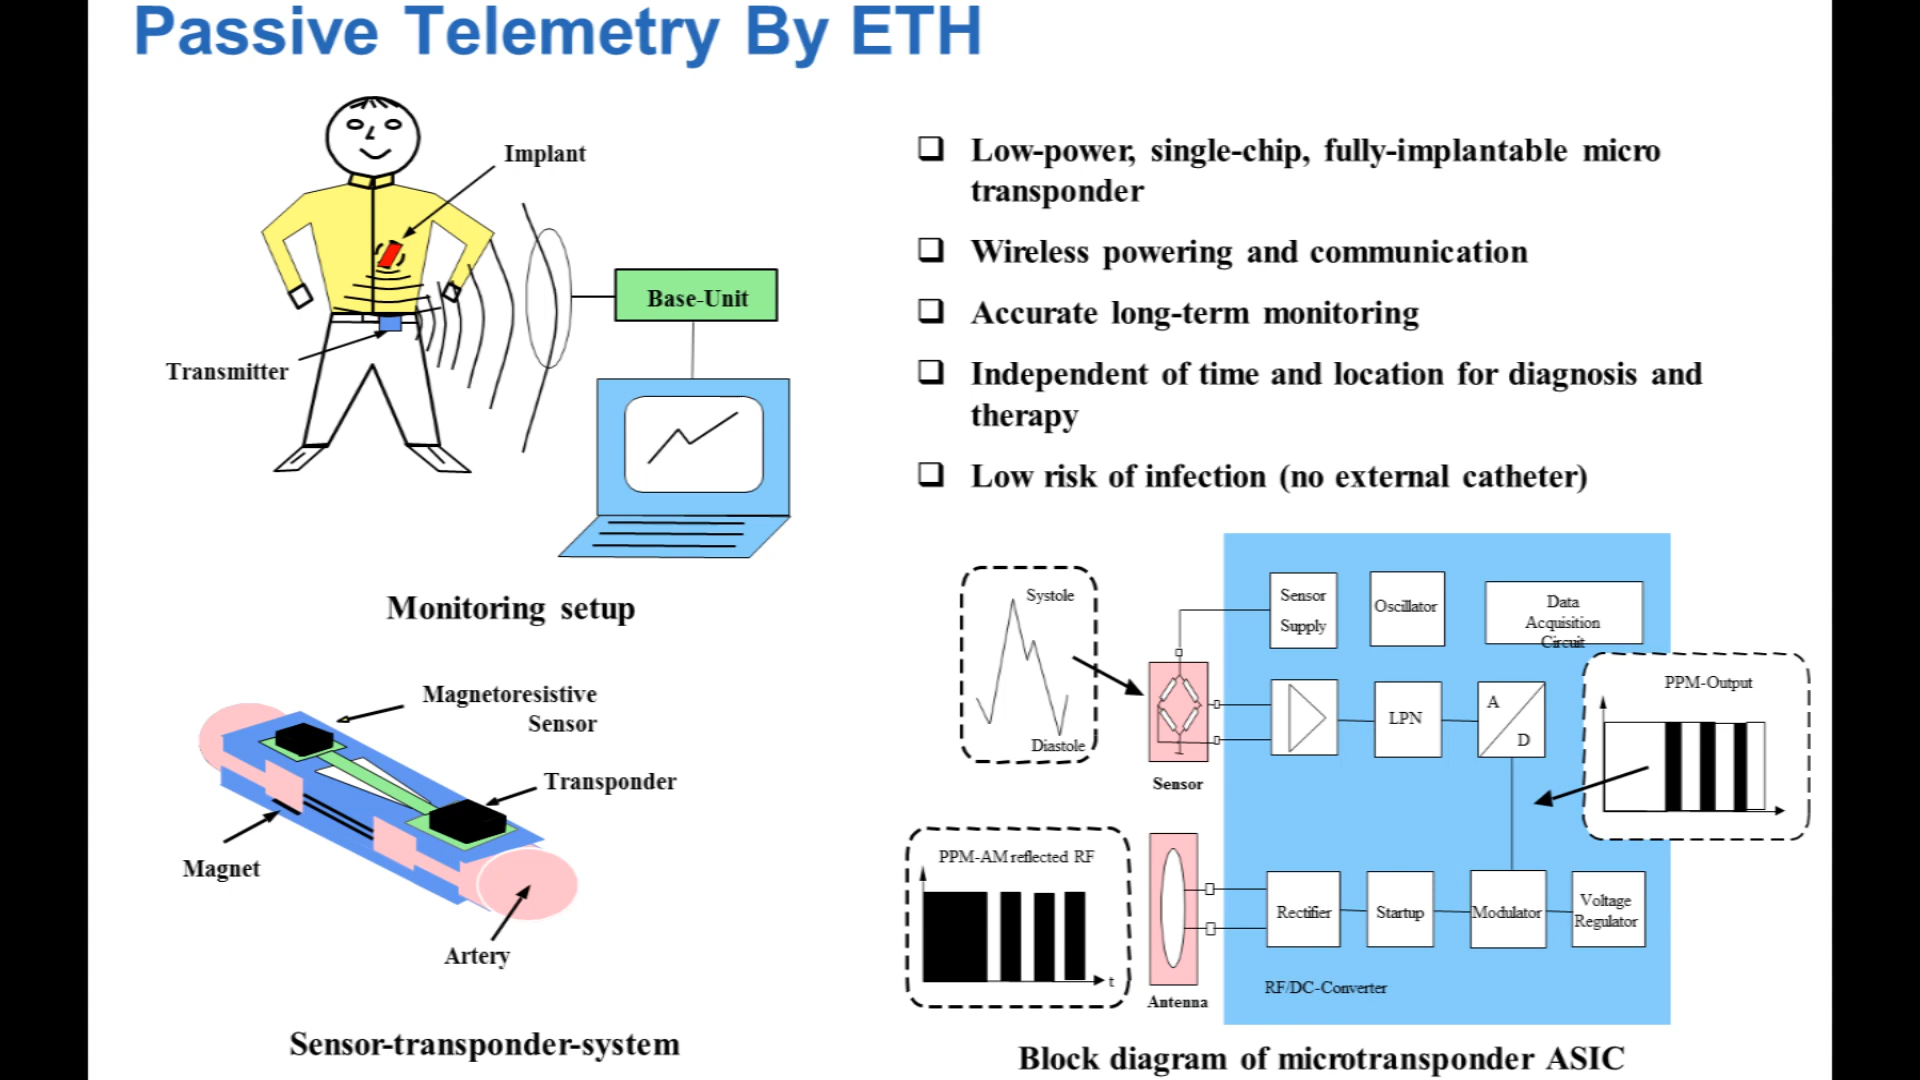 Passive Telemetry By ETH
Implant
Base-Unit
Transmitter
Monitoring setup
Low-power, single-chip, fully-implantable micro
transponder
Wireless powering and communication
Accurate long-term monitoring
Independent of time and location for diagnosis and
therapy
Low risk of infection (no external catheter)
Magnetoresistive
Sensor
Transponder
Magnet
Artery
Sensor-transponder-system
Systole
Diastole
Sensor
Sensor
Supply
Oscillator
Data
Acquisition
Circuit
LPN
A
D
PPM-Output
PPM-AM reflected RF
t
Antenna
Rectifier
Startup
Modulator
Voltage
Regulator
RF/DC-Converter
Block diagram of microtransponder ASIC